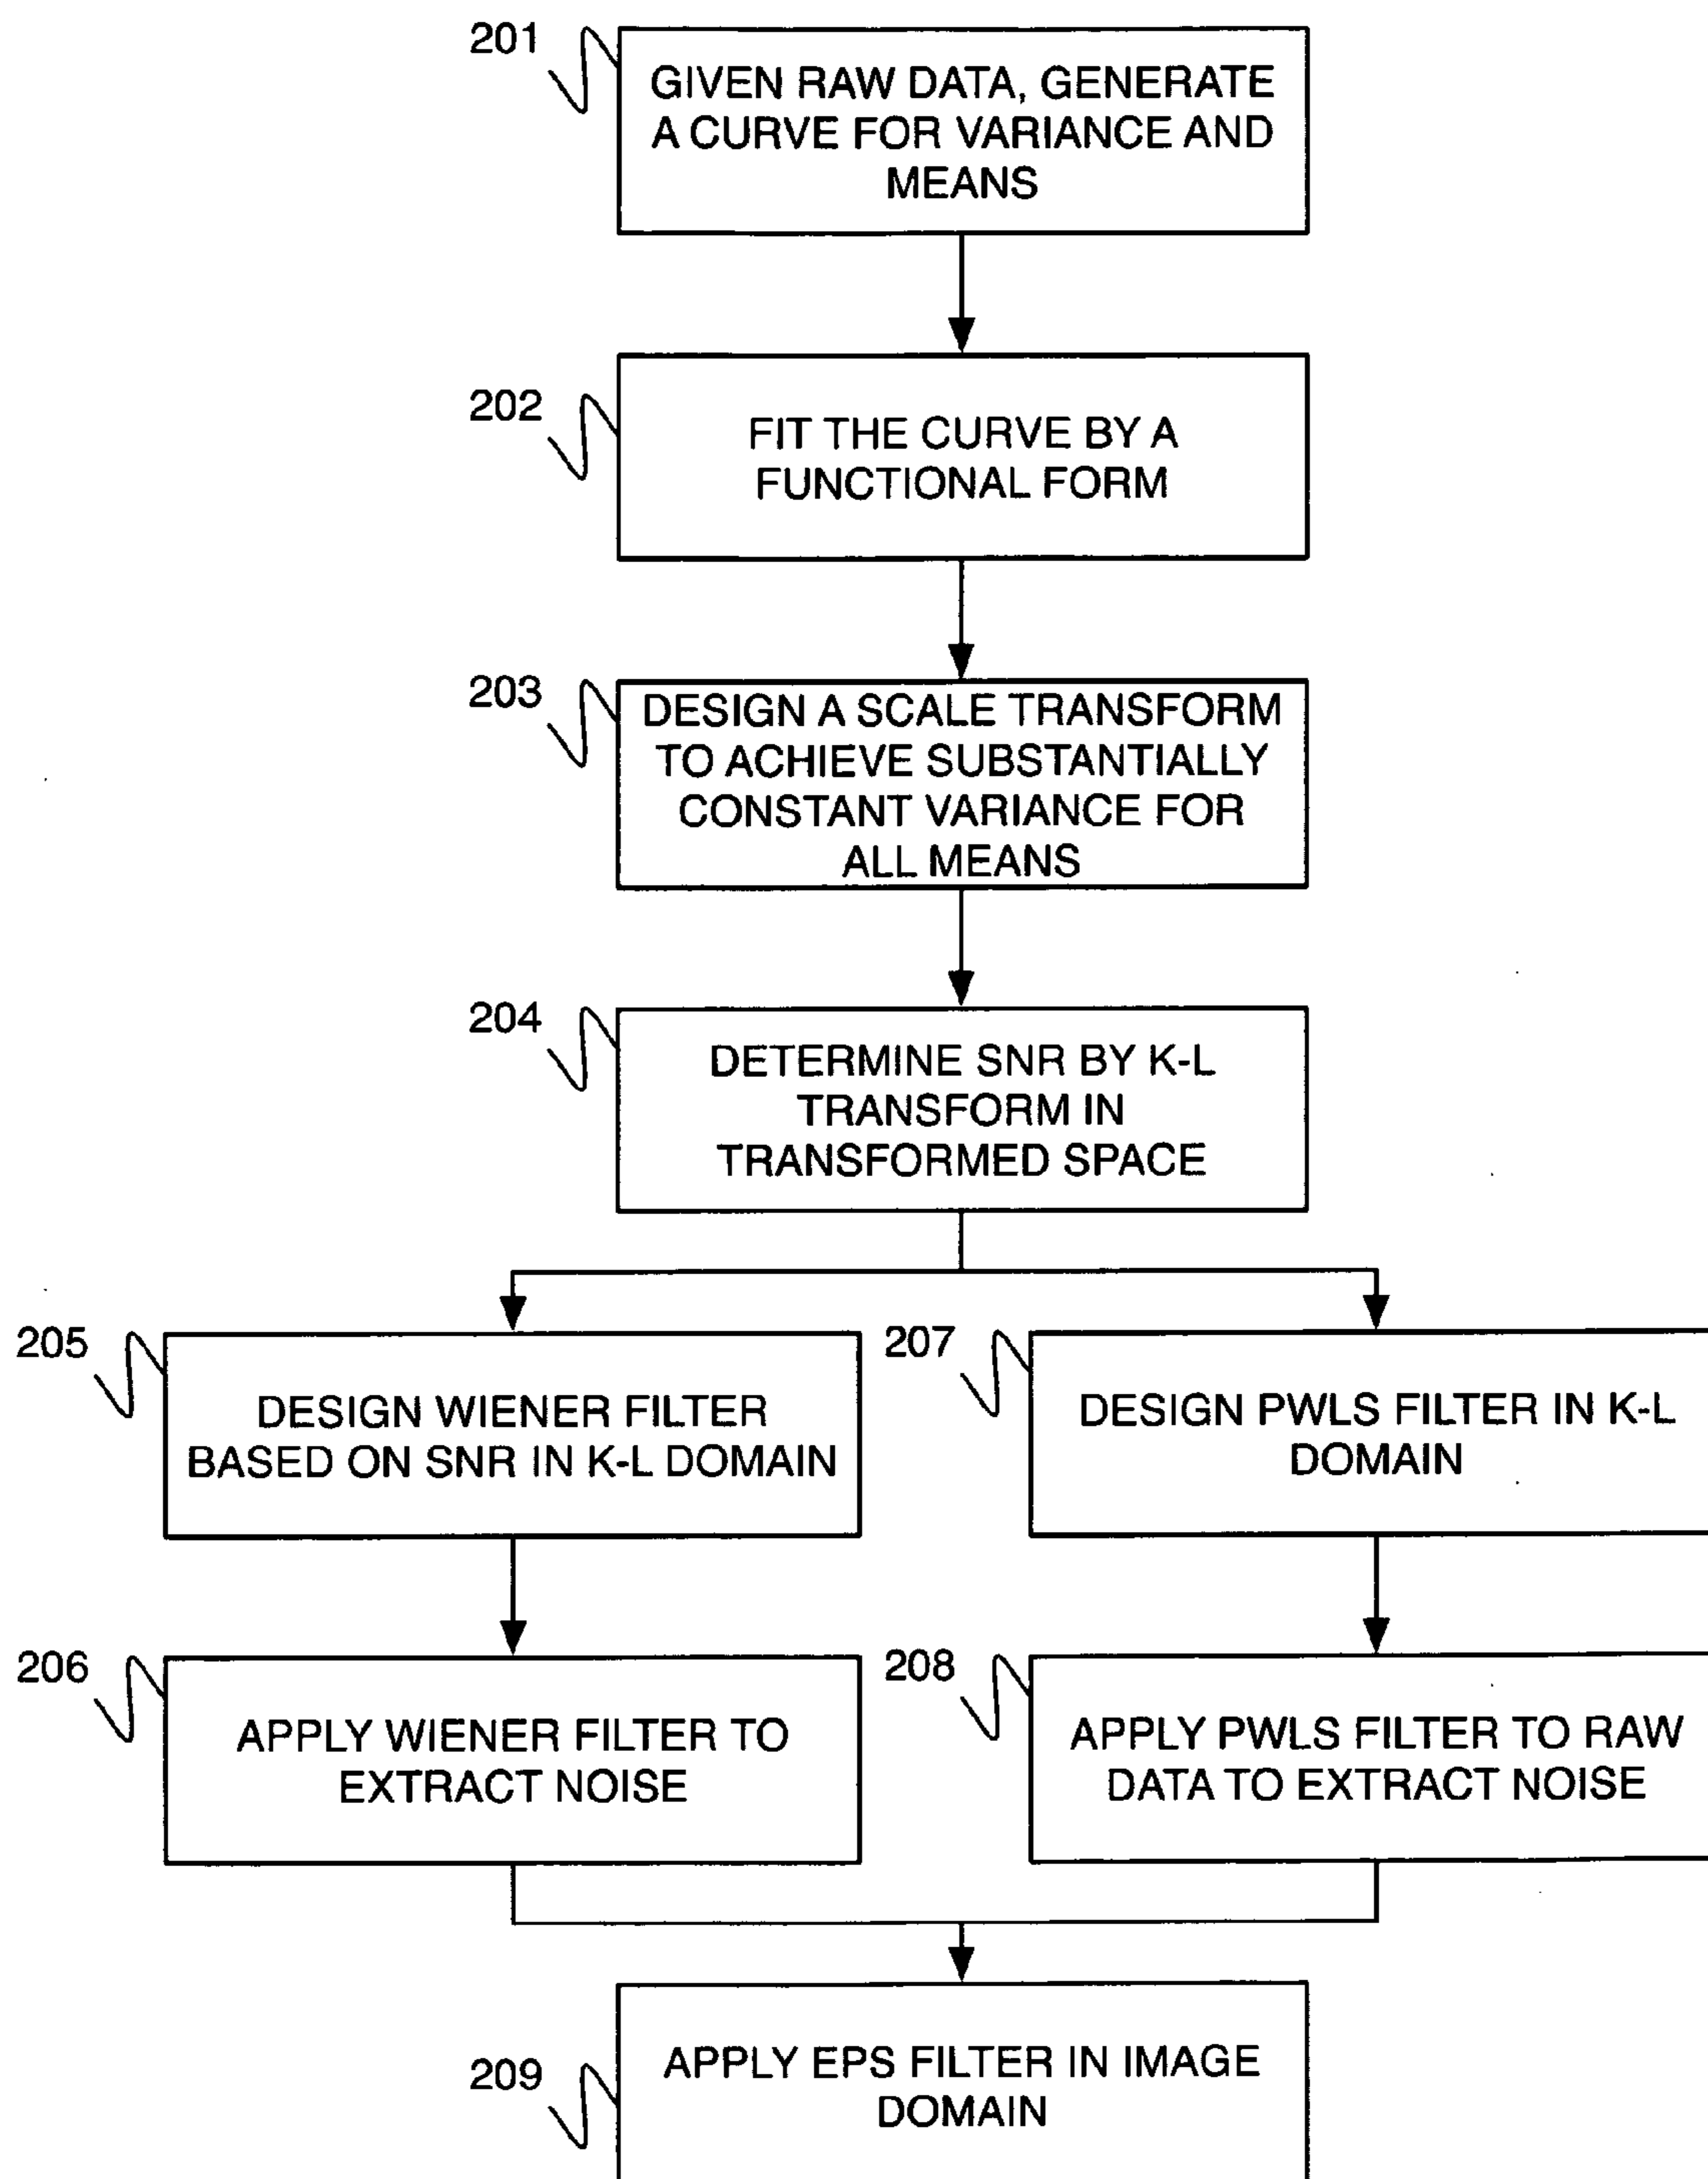 201
GIVEN RAW DATA, GENERATE
A CURVE FOR VARIANCE AND
MEANS
202
FIT THE CURVE BY A
FUNCTIONAL FORM
203
DESIGN A SCALE TRANSFORM
TO ACHIEVE SUBSTANTIALLY
CONSTANT VARIANCE FOR
ALL MEANS
204
DETERMINE SNR BY K-L
TRANSFORM IN
TRANSFORMED SPACE
205
DESIGN WIENER FILTER
BASED ON SNR IN K-L DOMAIN
207
DESIGN PWLS FILTER IN K-L
DOMAIN
206
APPLY WIENER FILTER TO
EXTRACT NOISE
208
APPLY PWLS FILTER TO RAW
DATA TO EXTRACT NOISE
209
APPLY EPS FILTER IN IMAGE
DOMAIN